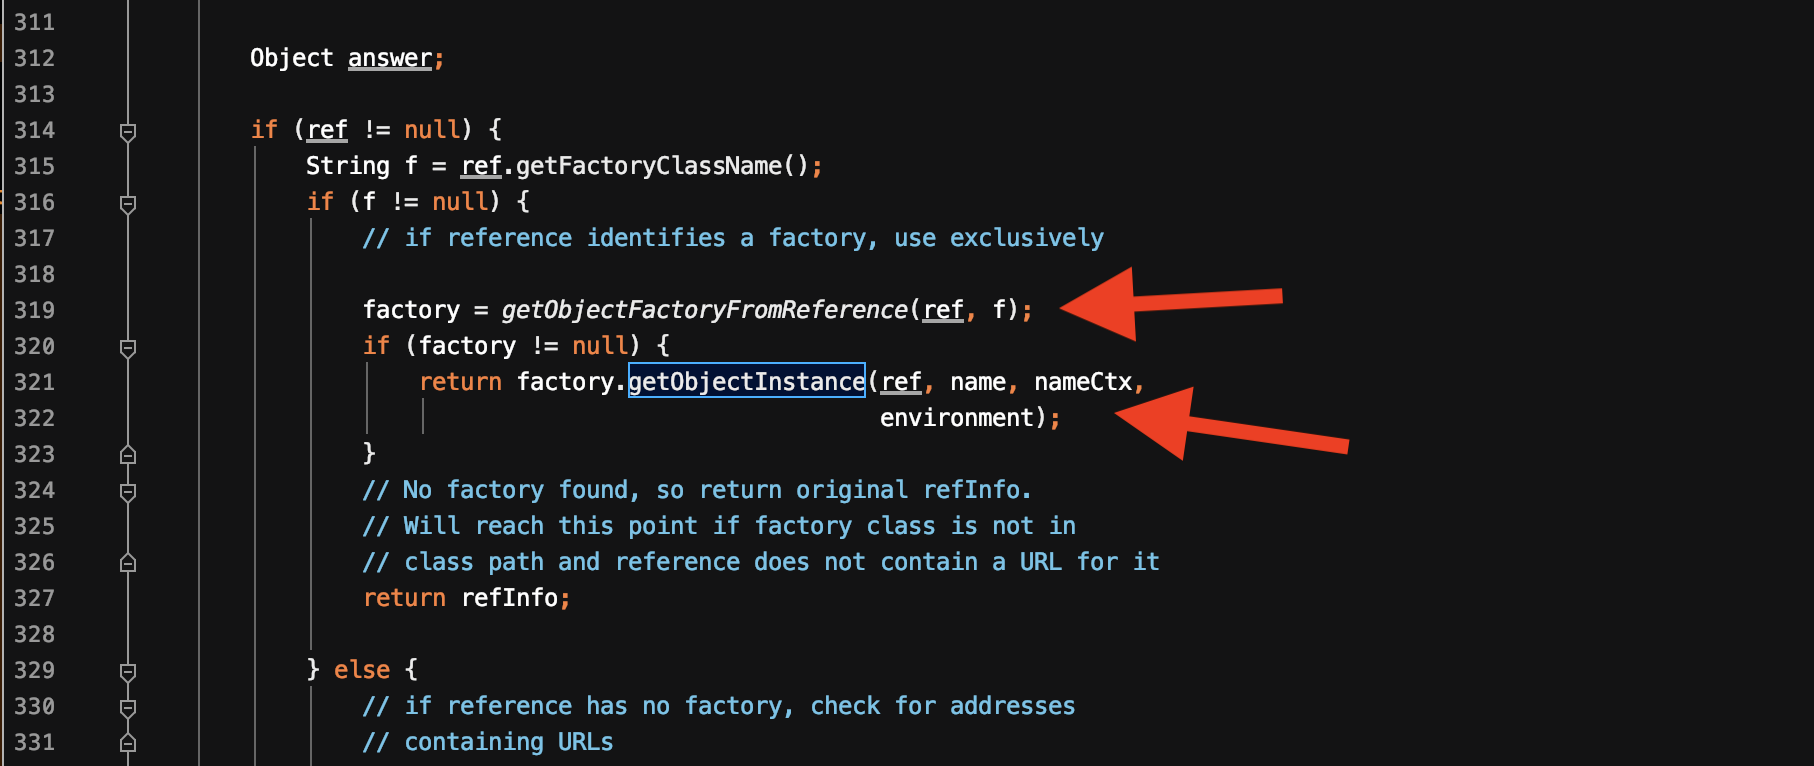 311
312 Object answer;
313
314 if (ref != null) {
315 String f = ref.getFactoryClassName();
316 if (f != null) {
317 // if reference identifies a factory, use exclusively
318
319 factory = getObjectFactoryFromReference(ref, f);
320 if (factory != null) {
321 return factory.getObjectInstance(ref, name, nameCtx,
322 environment);
323 }
324 // No factory found, so return original refInfo.
325 // Will reach this point if factory class is not in
326 // class path and reference does not contain a URL for it
327 return refInfo;
328
329 } else {
330 // if reference has no factory, check for addresses
331 // containing URLs